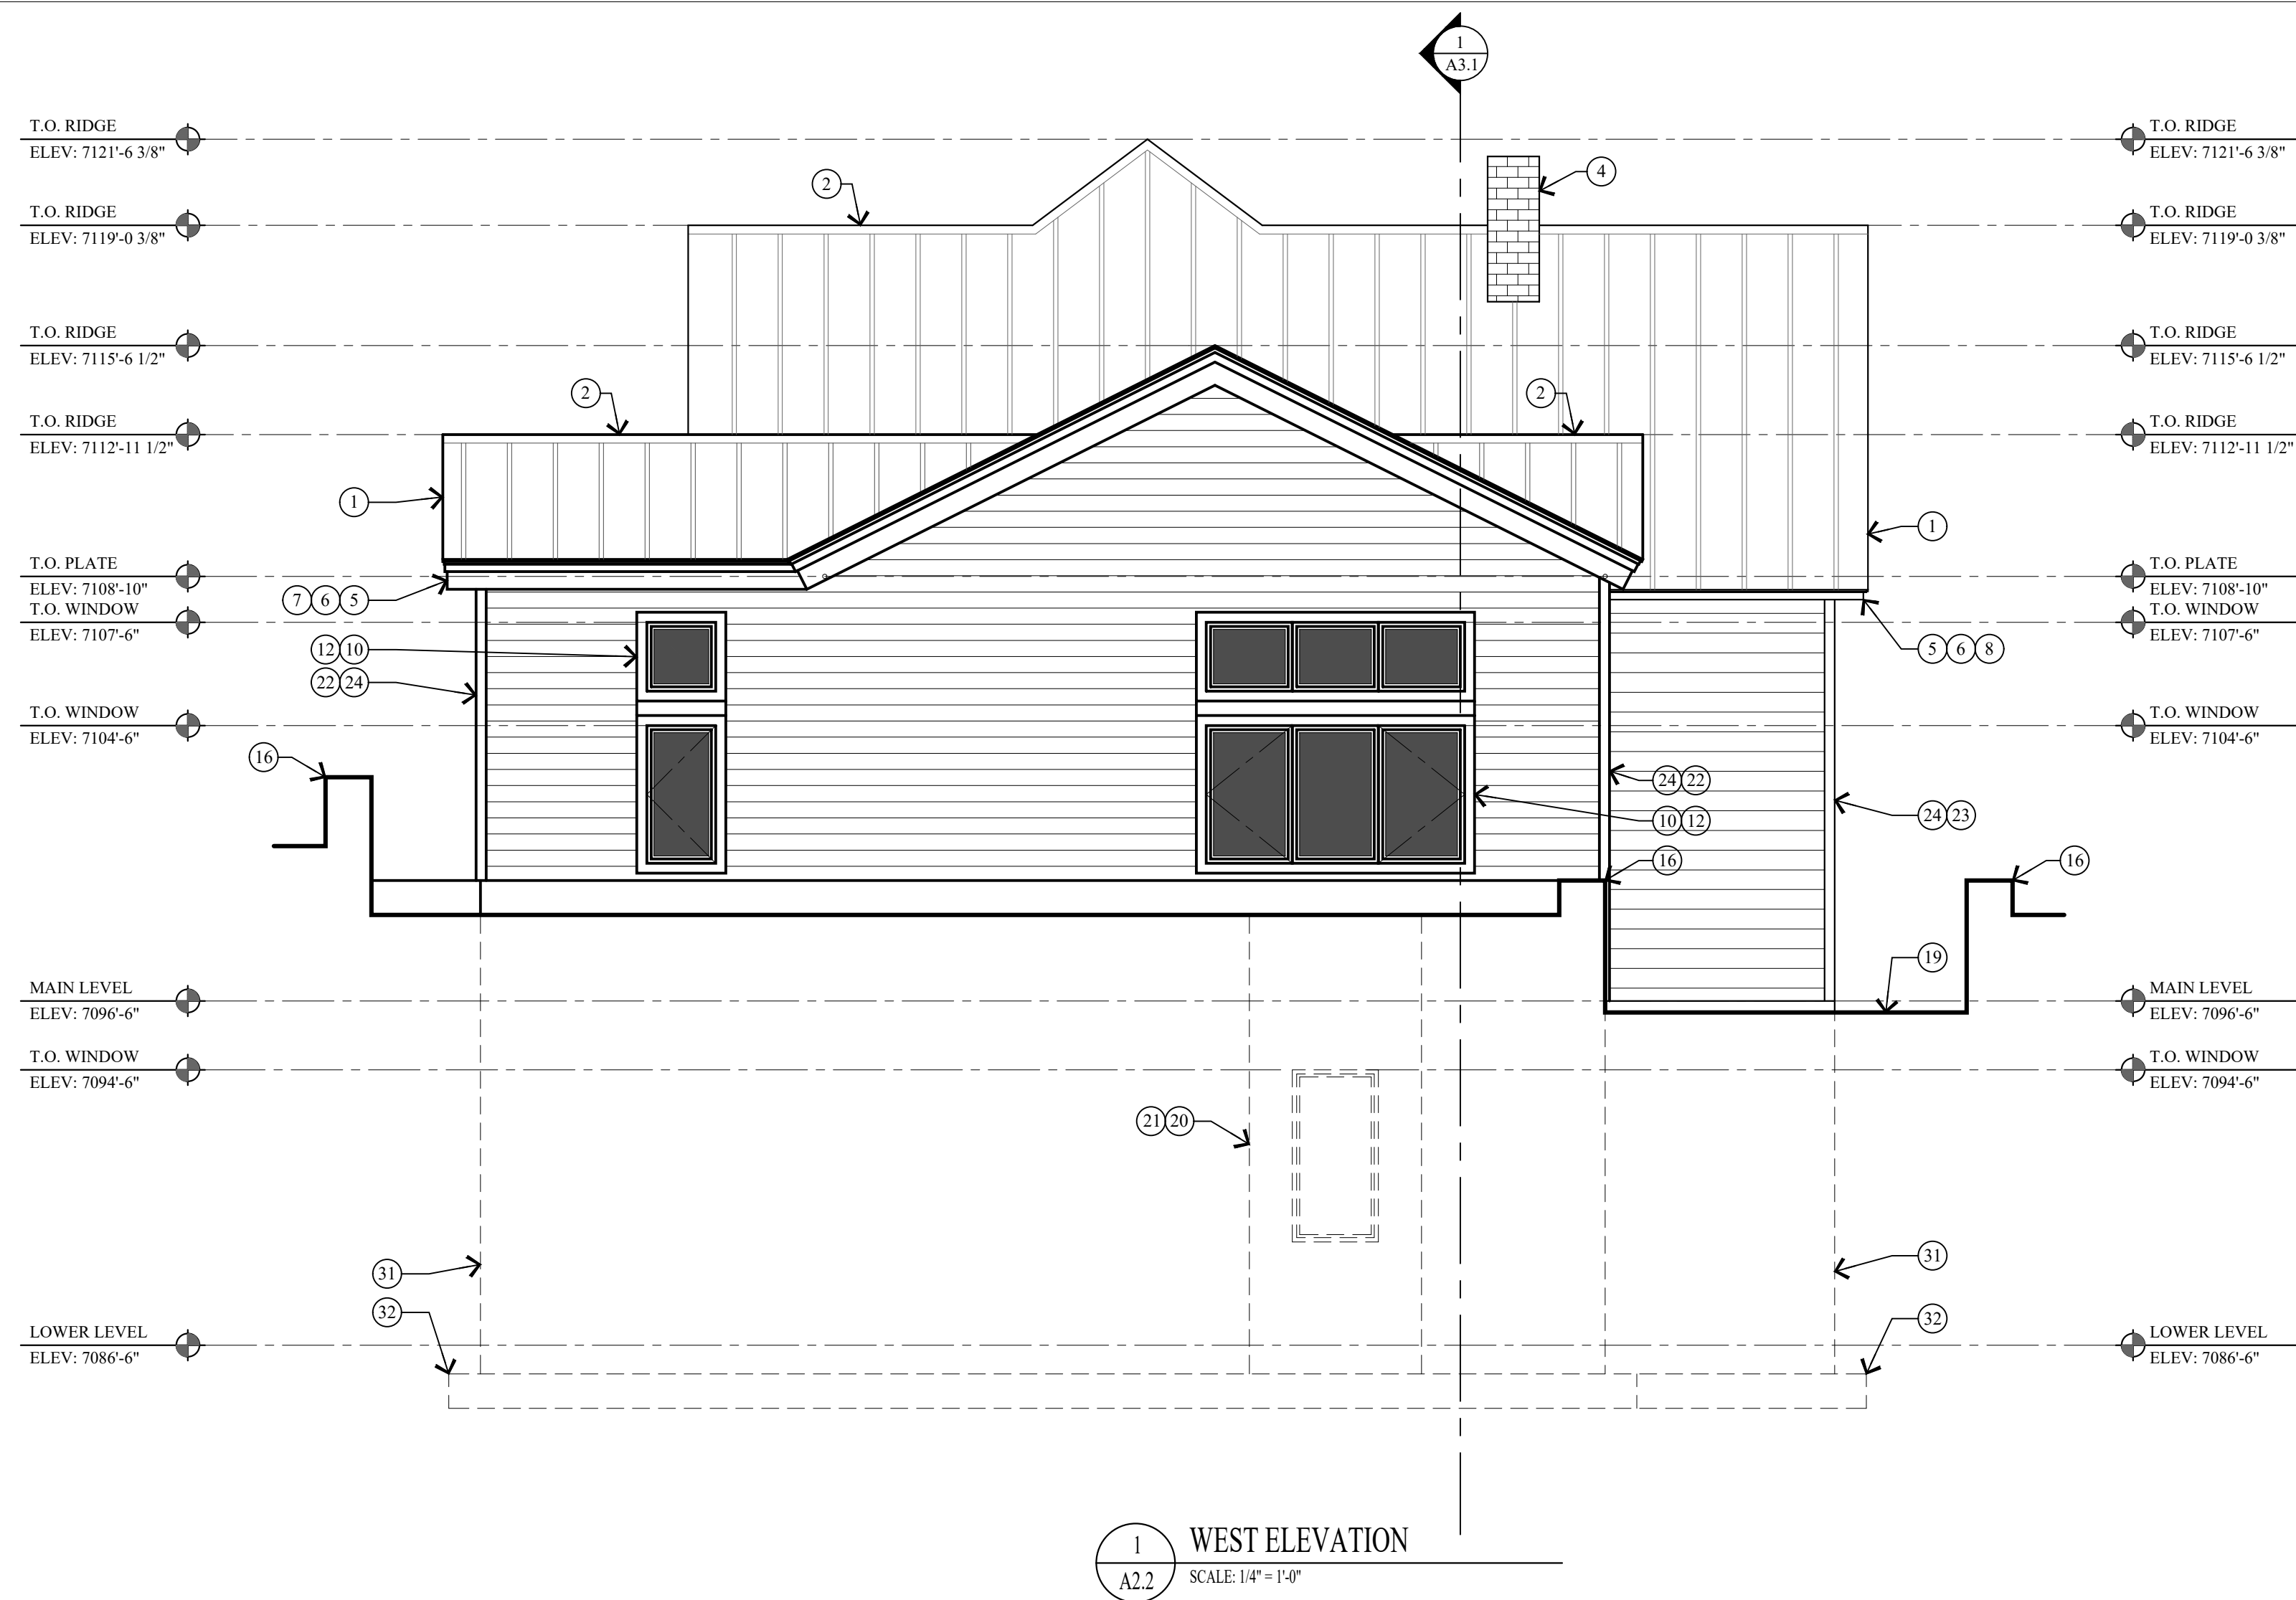 1
A3.1
T.O. RIDGE
ELEV: 7121'-6 3/8"
T.O. RIDGE
ELEV: 7121'-6 3/8"
4
2
T.O. RIDGE
ELEV: 7119'-0 3/8"
T.O. RIDGE
ELEV: 7119'-0 3/8"
T.O. RIDGE
ELEV: 7115'-6 1/2"
T.O. RIDGE
ELEV: 7115'-6 1/2"
2
2
T.O. RIDGE
ELEV: 7112'-11 1/2"
T.O. RIDGE
ELEV: 7112'-11 1/2"
1
1
T.O. PLATE
ELEV: 7108'-10"
T.O. PLATE
ELEV: 7108'-10"
7 6 5
T.O. WINDOW
ELEV: 7107'-6"
T.O. WINDOW
ELEV: 7107'-6"
12 10
5 6 8
22 24
T.O. WINDOW
ELEV: 7104'-6"
T.O. WINDOW
ELEV: 7104'-6"
16
24 22
24 23
10 12
16
16
19
MAIN LEVEL
ELEV: 7096'-6"
MAIN LEVEL
ELEV: 7096'-6"
T.O. WINDOW
ELEV: 7094'-6"
T.O. WINDOW
ELEV: 7094'-6"
21 20
31
31
32
32
LOWER LEVEL
ELEV: 7086'-6"
LOWER LEVEL
ELEV: 7086'-6"
1
A2.2
WEST ELEVATION
SCALE: 1/4" = 1'-0"